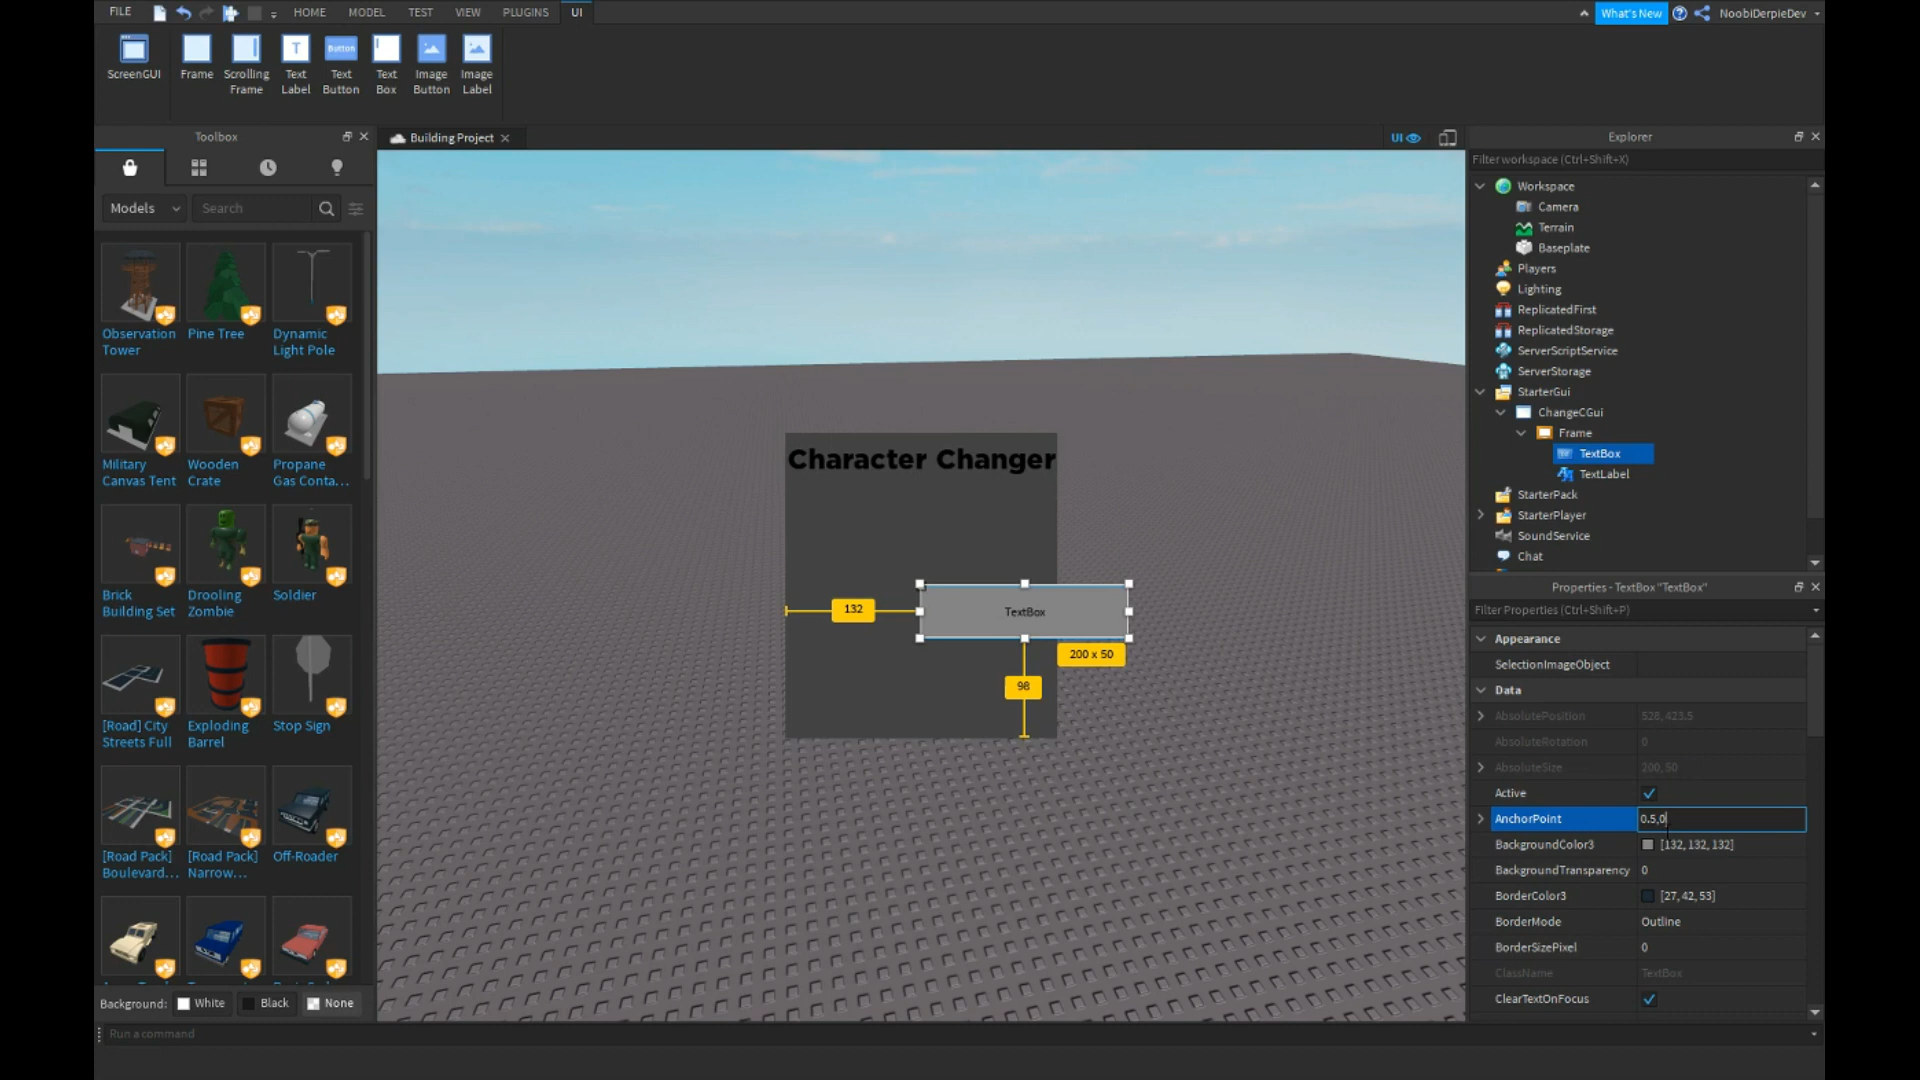 FILE
HOME
MODEL
TEST
VIEW
PLUGINS
UI
What's New
NoobiDerpieDev
ScreenGUI
Frame
Scrolling
Frame
Text
Label
Text
Button
Text
Box
Image
Button
Image
Label
T
Button
Toolbox
Building Project
UI
Explorer
Models
Search
Filter workspace (Ctrl+Shift+X)
Observation
Tower
Pine Tree
Dynamic
Light Pole
Military
Canvas Tent
Wooden
Crate
Propane
Gas Conta...
Brick
Building Set
Drooling
Zombie
Soldier
[Road] City
Streets Full
Exploding
Barrel
Stop Sign
[Road Pack]
Boulevard...
[Road Pack]
Narrow...
Off-Roader
Background:
White
Black
None
Run a command
Character Changer
132
TextBox
200 x 50
98
Workspace
Camera
Terrain
Baseplate
Players
Lighting
ReplicatedFirst
ReplicatedStorage
ServerScriptService
ServerStorage
StarterGui
ChangeCGui
Frame
TextBox
TextLabel
StarterPack
StarterPlayer
SoundService
Chat
Properties - TextBox "TextBox"
Filter Properties (Ctrl+Shift+P)
Appearance
SelectionImageObject
Data
AbsolutePosition 528, 423.5
AbsoluteRotation 0
AbsoluteSize 200, 50
Active
AnchorPoint 0.5,0
BackgroundColor3 [132, 132, 132]
BackgroundTransparency 0
BorderColor3 [27, 42, 53]
BorderMode Outline
BorderSizePixel 0
ClassName TextBox
ClearTextOnFocus